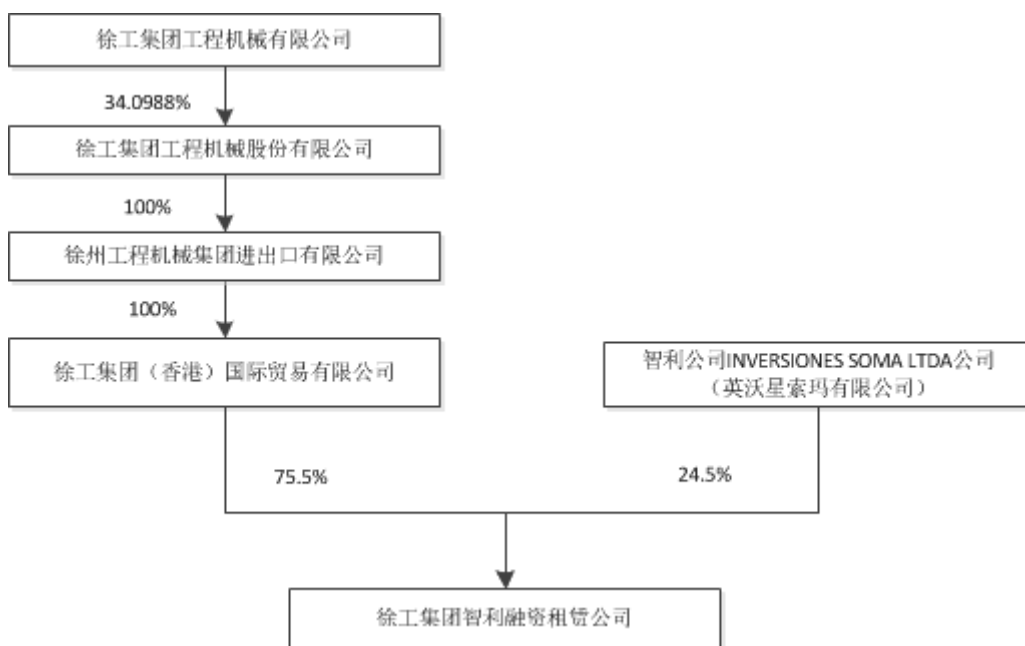 徐工集团工程机械有限公司
34.0988%
徐工集团工程机械股份有限公司
100%
徐州工程机械集团进出口有限公司
100%
徐工集团（香港）国际贸易有限公司
智利公司INVERSIONES SOMA LTDA公司
（英沃星索玛有限公司）
75.5%
24.5%
徐工集团智利融资租赁公司